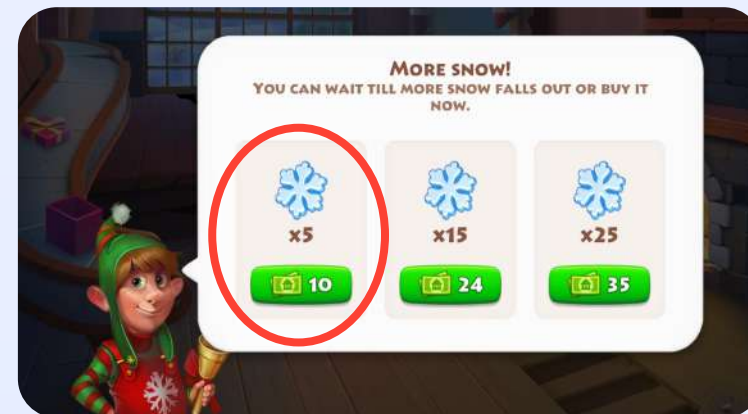 More snow!
You can wait till more snow falls out or buy it
now.
x5
x15
x25
10
24
35